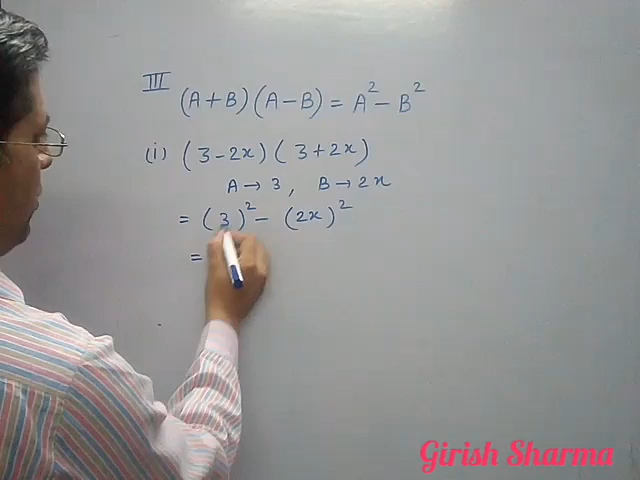 III (A+B)(A-B) = A² - B²
(i) (3-2x)(3+2x)
A→3, B→2x
= (3)² - (2x)²
=
Girish Sharma